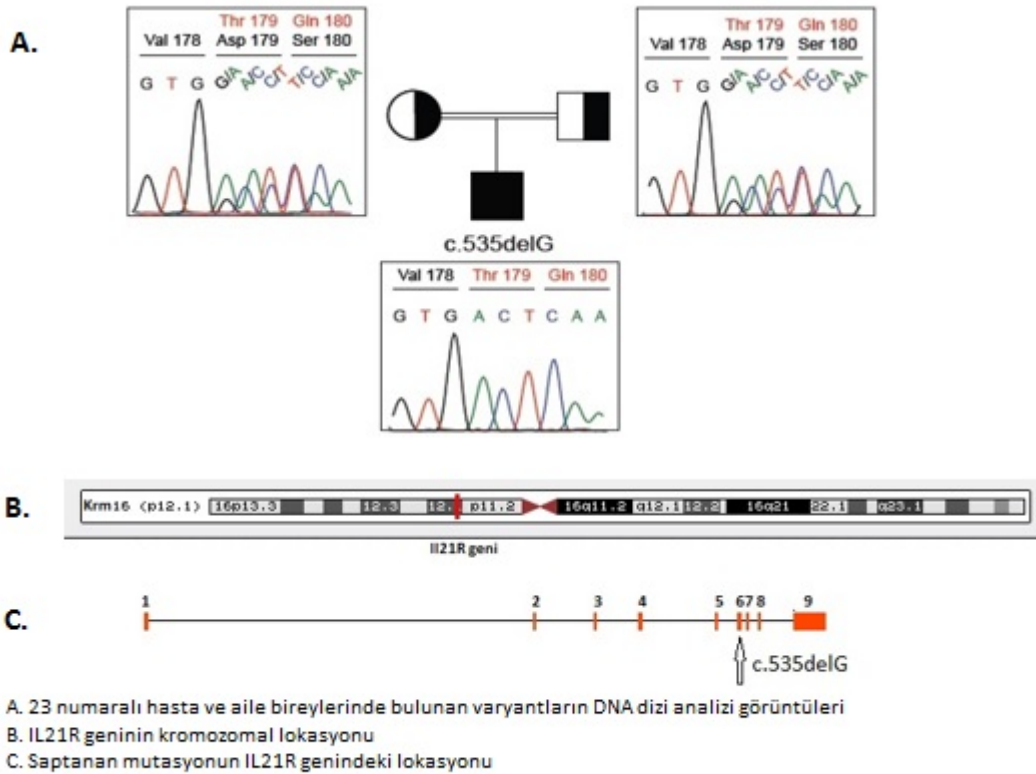 A.
Thr 179 Gln 180
Val 178 Asp 179 Ser 180
G T G G/A A/C C/T T/C C/A A/A
Thr 179 Gln 180
Val 178 Asp 179 Ser 180
G T G G/A A/C C/T T/C C/A A/A
c.535delG
Val 178 Thr 179 Gln 180
G T G A C T C A A
B.
Krm16 (p12.1) 16p13.3 12.3 12. p11.2 16q11.2 q12.1 12.2 16q21 22.1 q23.1
Il21R geni
C.
1 2 3 4 5 6 7 8 9
c.535delG
A. 23 numaralı hasta ve aile bireylerinde bulunan varyantların DNA dizi analizi görüntüleri
B. IL21R geninin kromozomal lokasyonu
C. Saptanan mutasyonun IL21R genindeki lokasyonu